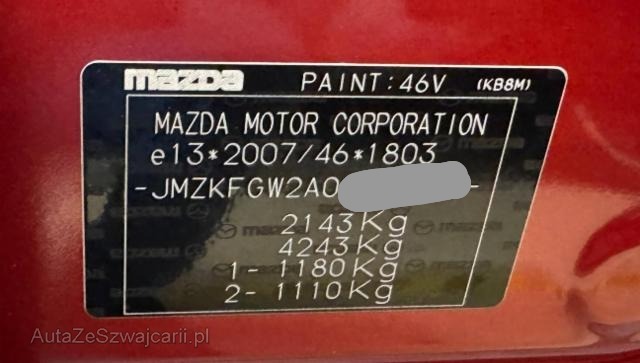 mazda PAINT: 46V (KB8M)
MAZDA MOTOR CORPORATION
e13*2007/46*1803
-JMZKFGW2A0 -
2143Kg
4243Kg
1- 1180Kg
2- 1110Kg
AutaZeSzwajcarii.pl